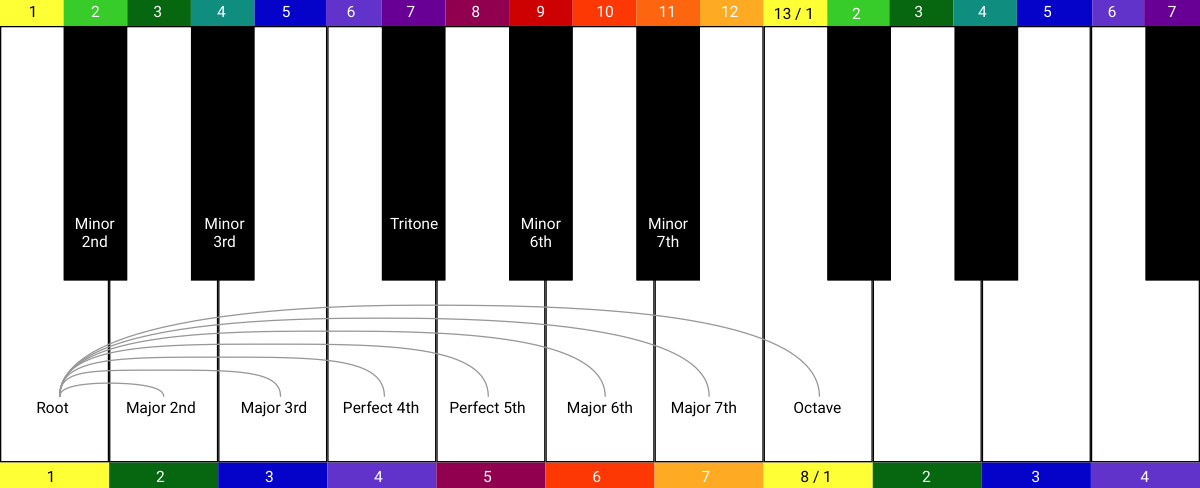 1 2 3 4 5 6 7 8 9 10 11 12 13 / 1 2 3 4 5 6 7
Minor 2nd
Minor 3rd
Tritone
Minor 6th
Minor 7th
Root Major 2nd Major 3rd Perfect 4th Perfect 5th Major 6th Major 7th Octave
1 2 3 4 5 6 7 8 / 1 2 3 4